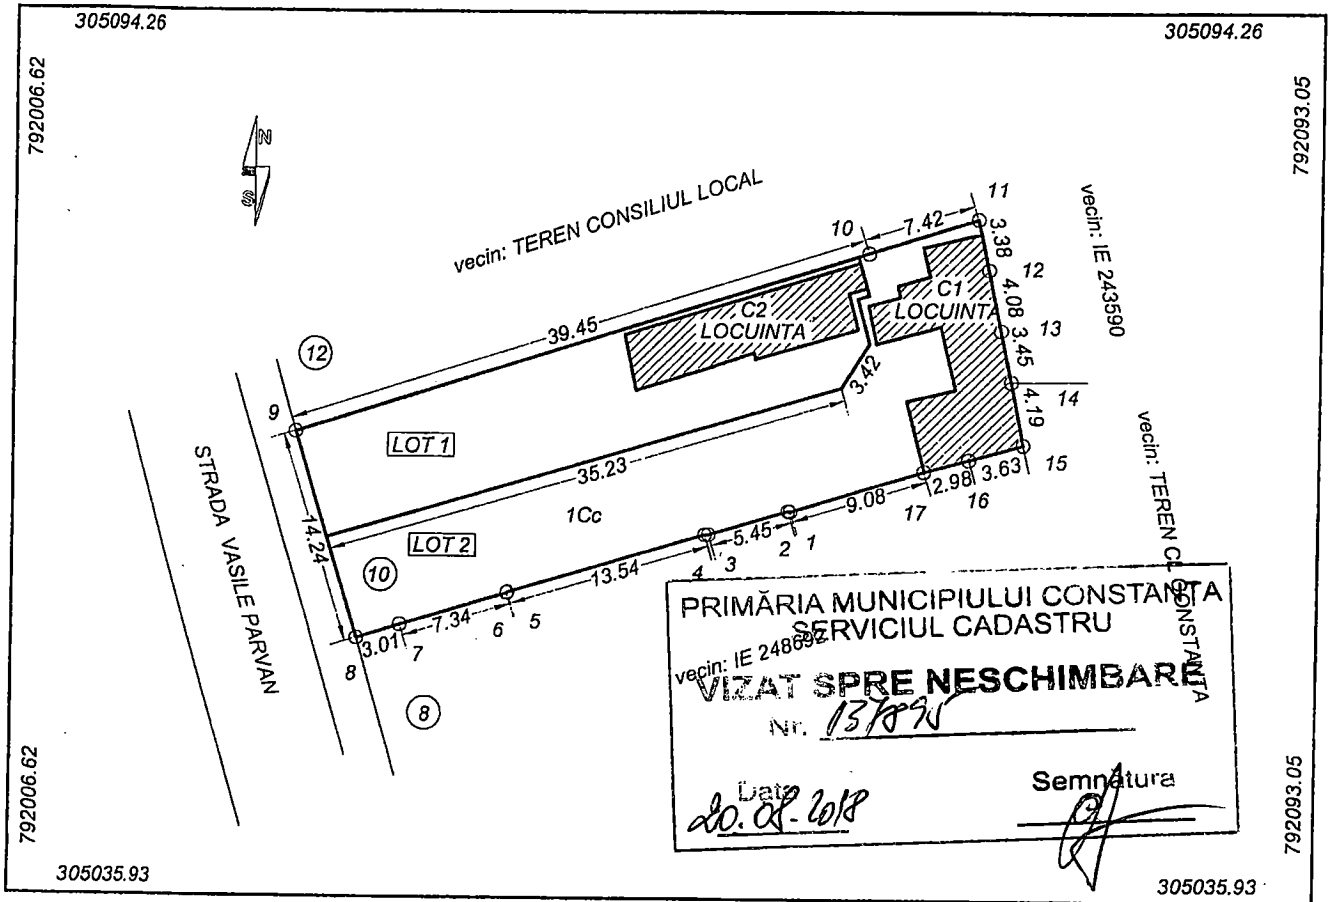 305094.26
305094.26
792006.62
792093.05
N
S
vecin: TEREN CONSILIUL LOCAL
vecin: IE 243590
11
10
7.42
3.38
12
C1
LOCUINTA
4.08
13
C2
LOCUINTA
39.45
3.45
12
3.42
14
4.19
9
LOT 1
35.23
15
3.63
2.98
16
17
9.08
STRADA VASILE PARVAN
14.24
1Cc
LOT 2
5.45
2
1
3
4
13.54
10
7.34
6
5
3.01
7
8
8
vecin: TEREN CL CONSTANTA
PRIMĂRIA MUNICIPIULUI CONSTANȚA
SERVICIUL CADASTRU
vecin: IE 248692
VIZAT SPRE NESCHIMBARE
Nr.
Data
Semnătura
792006.62
792093.05
305035.93
305035.93